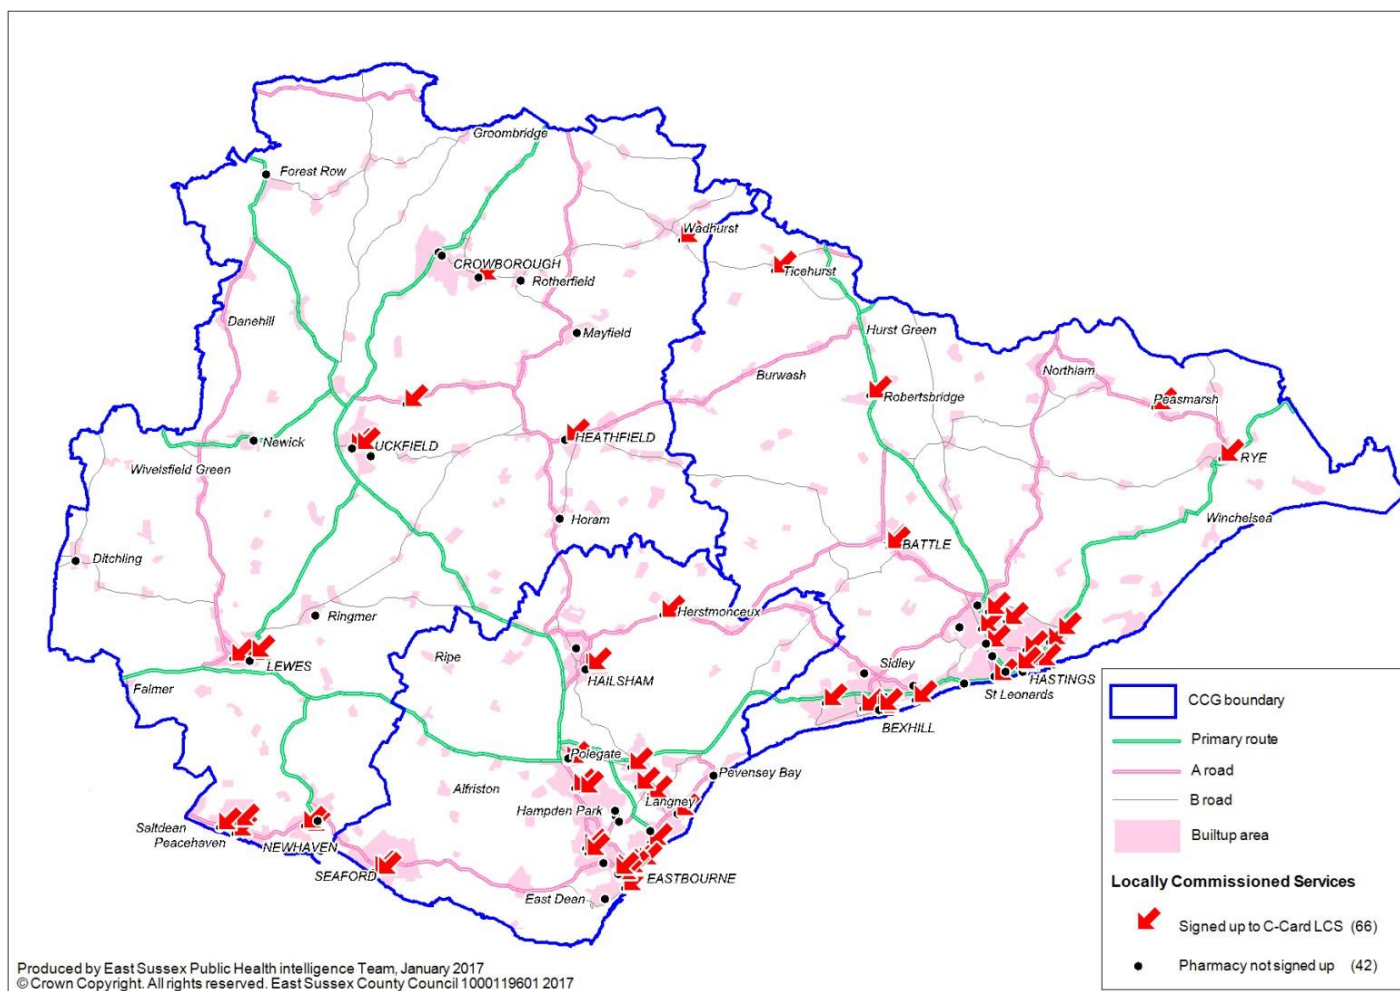 Groombridge
Forest Row
Wadhurst
CROWBOROUGH
Ticehurst
Rotherfield
Danehill
Mayfield
Hurst Green
Burwash
Northiam
Robertsbridge
Peasmarsh
Newick
UCKFIELD
HEATHFIELD
RYE
Wivelsfield Green
Horam
Winchelsea
BATTLE
Ditchling
Ringmer
Herstmonceux
Ripe
LEWES
HAILSHAM
Sidley
HASTINGS
St Leonards
Falmer
BEXHILL
Polegate
Pevensey Bay
Alfriston
Langney
Hampden Park
Saltdean
Peacehaven
NEWHAVEN
SEAFORD
EASTBOURNE
East Dean
CCG boundary
Primary route
A road
B road
Builtup area
Locally Commissioned Services
Signed up to C-Card LCS (66)
Pharmacy not signed up (42)
Produced by East Sussex Public Health intelligence Team, January 2017
© Crown Copyright. All rights reserved. East Sussex County Council 1000119601 2017